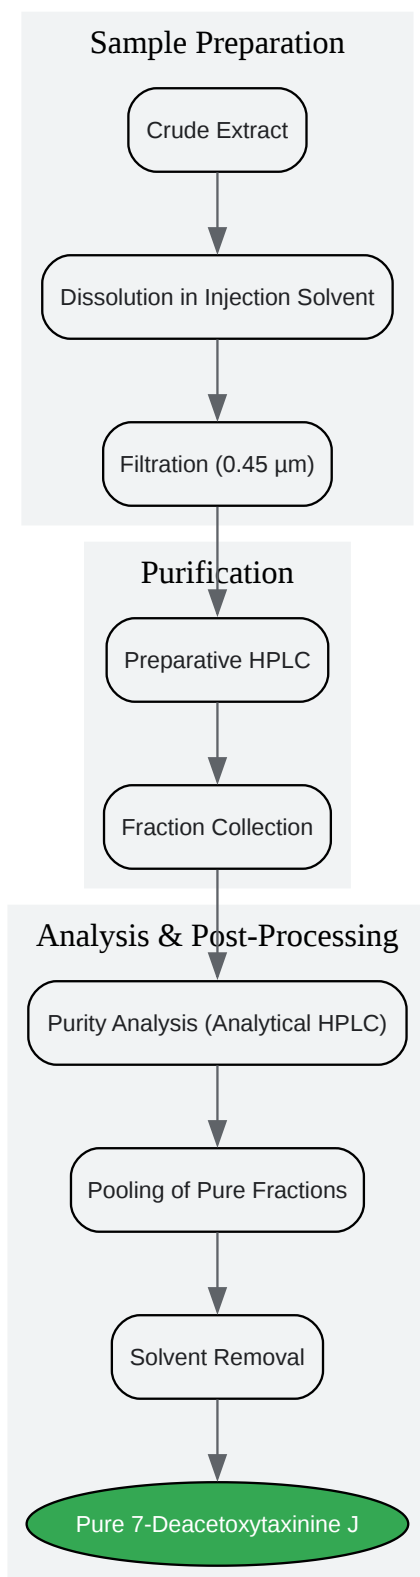 Sample Preparation
Crude Extract
Dissolution in Injection Solvent
Filtration (0.45 µm)
Purification
Preparative HPLC
Fraction Collection
Analysis & Post-Processing
Purity Analysis (Analytical HPLC)
Pooling of Pure Fractions
Solvent Removal
Pure 7-Deacetoxytaxinine J